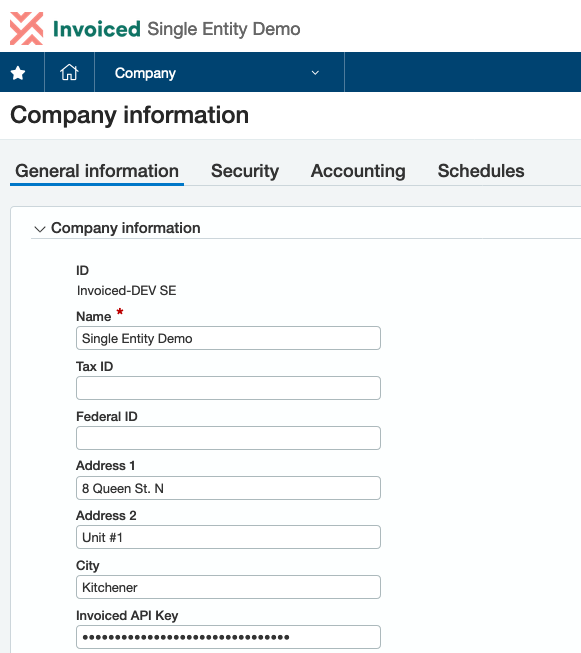 Invoiced Single Entity Demo
Company
Company information
General information Security Accounting Schedules
Company information
ID
Invoiced-DEV SE
Name *
Single Entity Demo
Tax ID
Federal ID
Address 1
8 Queen St. N
Address 2
Unit #1
City
Kitchener
Invoiced API Key
••••••••••••••••••••••••••••••••